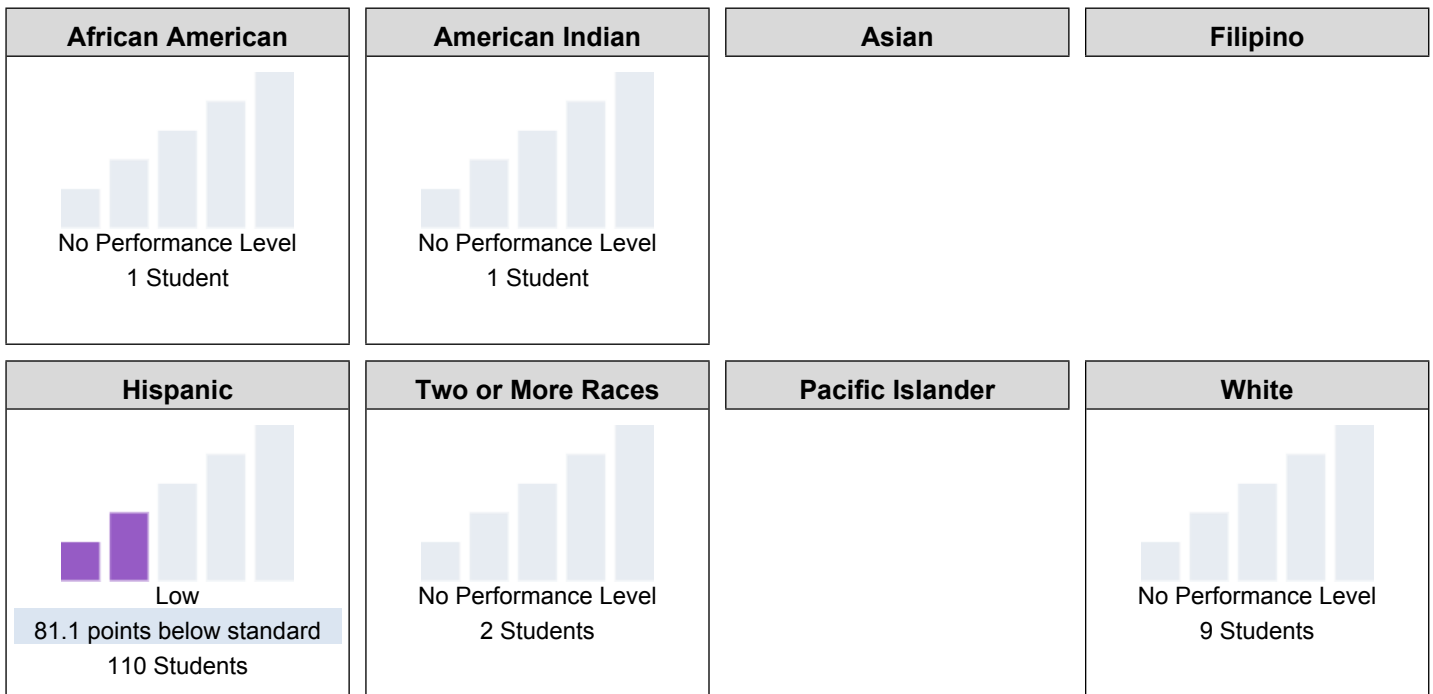 African American
No Performance Level
1 Student
American Indian
No Performance Level
1 Student
Asian
Filipino
Hispanic
Low
81.1 points below standard
110 Students
Two or More Races
No Performance Level
2 Students
Pacific Islander
White
No Performance Level
9 Students